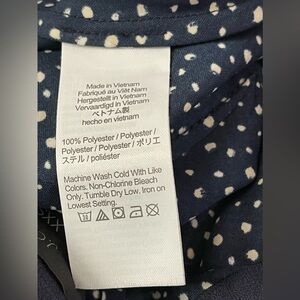 Made in Vietnam
Fabriqué au Viêt Nam
Hergestellt in Vietnam
Vervaardigd in Vietnam
ベトナム製
hecho en vietnam
100% Polyester / Polyester /
Polyester / Polyester / ポリエ
ステル / poliéster
Machine Wash Cold With Like
Colors. Non-Chlorine Bleach
Only. Tumble Dry Low. Iron on
Lowest Setting.